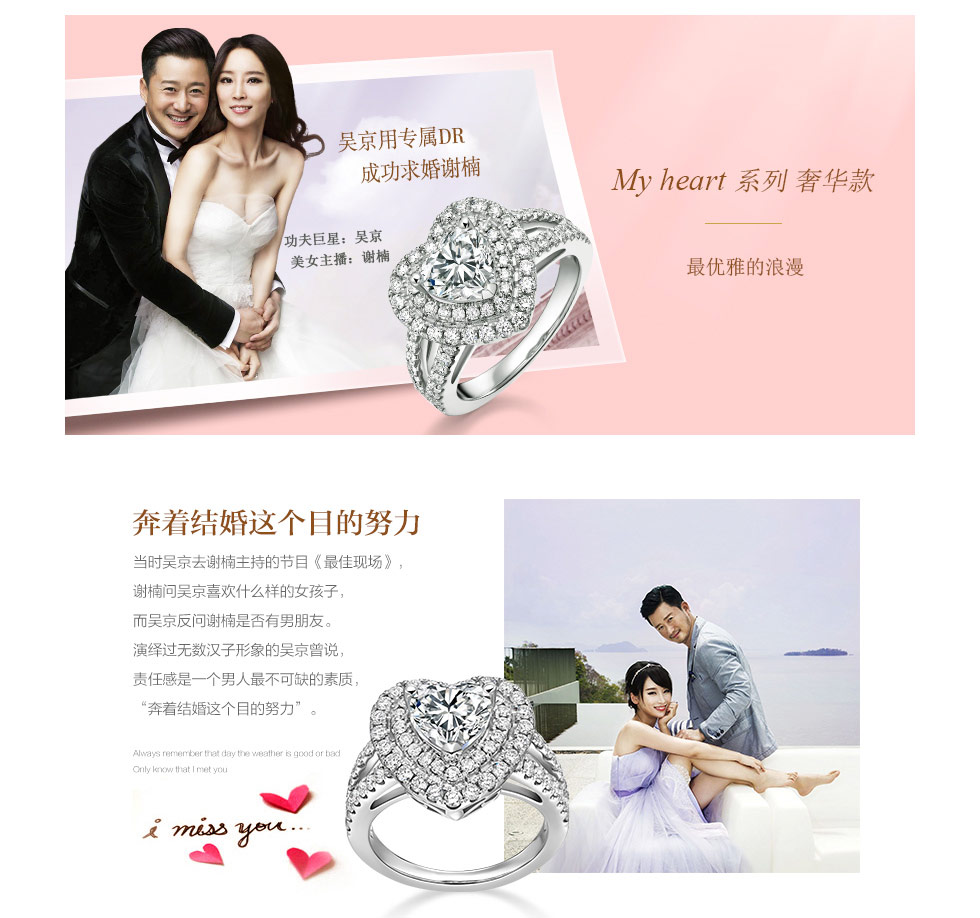 吴京用专属DR
成功求婚谢楠
功夫巨星：吴京
美女主播：谢楠
My heart 系列 奢华款
最优雅的浪漫
奔着结婚这个目的努力
当时吴京去谢楠主持的节目《最佳现场》，
谢楠问吴京喜欢什么样的女孩子，
而吴京反问谢楠是否有男朋友。
演绎过无数汉子形象的吴京曾说，
责任感是一个男人最不可缺的素质，
“奔着结婚这个目的努力”。
Always remember that day the weather is good or bad
Only know that I met you
i miss you...